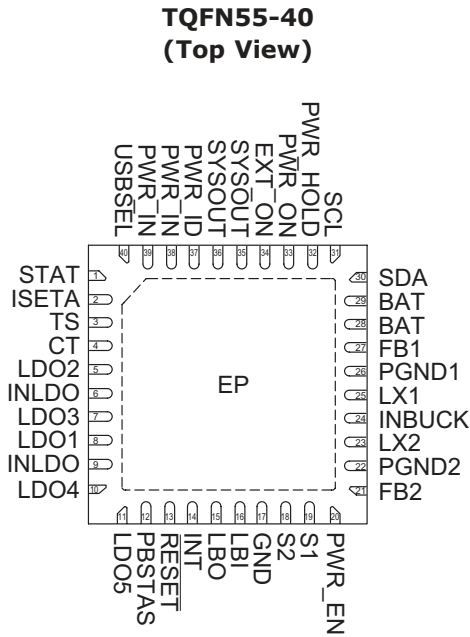 TQFN55-40
(Top View)
USBSEL
PWR_IN
PWR_IN
PWR_ID
SYSOUT
SYSOUT
EXT_ON
PWR_ON
PWR_HOLD
SCL
40
39
38
37
36
35
34
33
32
31
STAT 1
ISETA 2
TS 3
CT 4
LDO2 5
INLDO 6
LDO3 7
LDO1 8
INLDO 9
LDO4 10
EP
30 SDA
29 BAT
28 BAT
27 FB1
26 PGND1
25 LX1
24 INBUCK
23 LX2
22 PGND2
21 FB2
11
12
13
14
15
16
17
18
19
20
LDO5
PBSTAS
RESET
INT
LBO
LBI
GND
S2
S1
PWR_EN